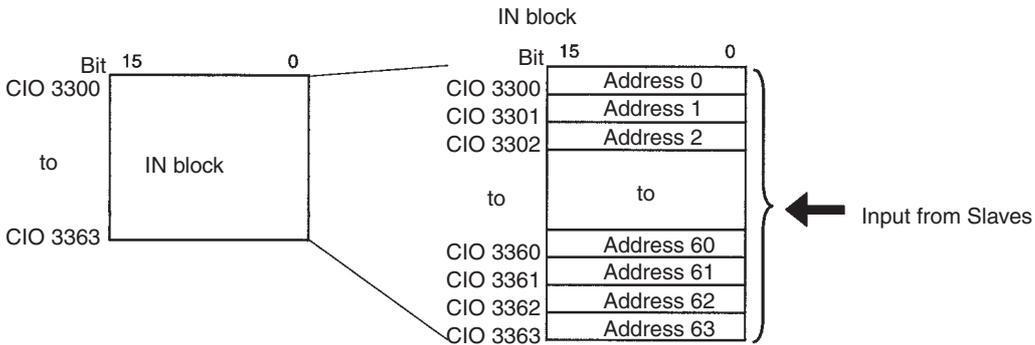 IN block
Bit 15 0
CIO 3300
to
IN block
CIO 3363
Bit 15 0
CIO 3300 Address 0
CIO 3301 Address 1
CIO 3302 Address 2
to to
CIO 3360 Address 60
CIO 3361 Address 61
CIO 3362 Address 62
CIO 3363 Address 63
Input from Slaves